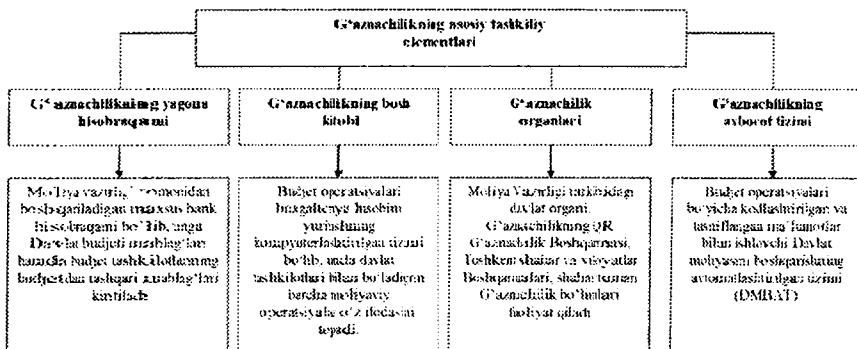 G‘aznachilikning asosiy tashkiliy
elementlari
G‘aznachilikning yagona
hisobraqami
G‘aznachilikning bosh
kitobi
G‘aznachilik
organlari
G‘aznachilikning
axborot tizimi
Moliya vazirligi tomonidan
boshqariladigan maxsus bank
hisobraqami bo‘lib, unga
Davlat budjeti mablag‘lari
hamda budjet tashkilotlarining
budjetdan tashqari mablag‘lari
kiritiladi
Budjet operatsiyalari
buxgalteriya hisobini
yuritishning
kompyuterlashtirilgan tizimi
bo‘lib, unda davlat
tashkilotlari bilan bo‘ladigan
barcha moliyaviy
operatsiyalar o‘z ifodasini
topadi.
Moliya Vazirligi tarkibidagi
davlat organi.
G‘aznachilikning QR
G‘aznachilik Boshqarmasi,
Toshkent shahar va viloyatlar
Boshqarmalari, shahar tuman
G‘aznachilik bo‘linmalari
faoliyat qiladi
Budjet operatsiyalari
bo‘yicha kodlashtirilgan va
tasniflangan ma’lumotlar
bilan ishlovchi Davlat
moliyasini boshqarishning
avtomatlashtirilgan tizimi
(DMBAT)